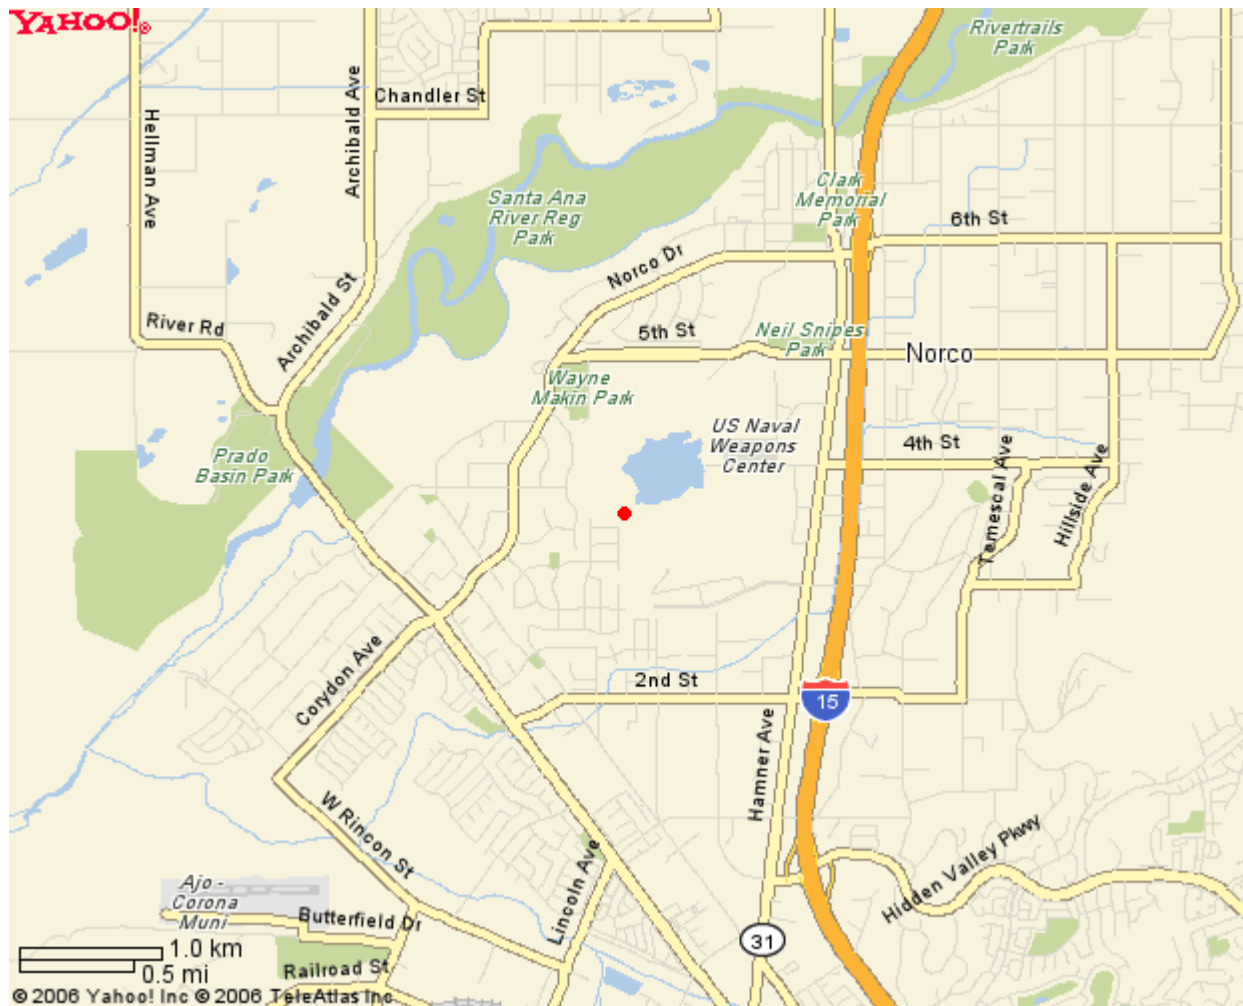 YAHOO!®
Rivertrails
Park
Chandler St
Archibald Ave
Hellman Ave
Santa Ana
River Reg
Park
Clark
Memorial
Park
6th St
Norco Dr
Archibald St
River Rd
5th St
Neil Snipes
Park
Norco
Wayne
Makin Park
US Naval
Weapons
Center
4th St
Temescal Ave
Hillside Ave
Prado
Basin Park
Corydon Ave
2nd St
15
Hamner Ave
W Rincon St
Lincoln Ave
Hidden Valley Pkwy
Ajo -
Corona
Muni
Butterfield Dr
31
1.0 km
0.5 mi
Railroad St
© 2006 Yahoo! Inc © 2006 TeleAtlas Inc